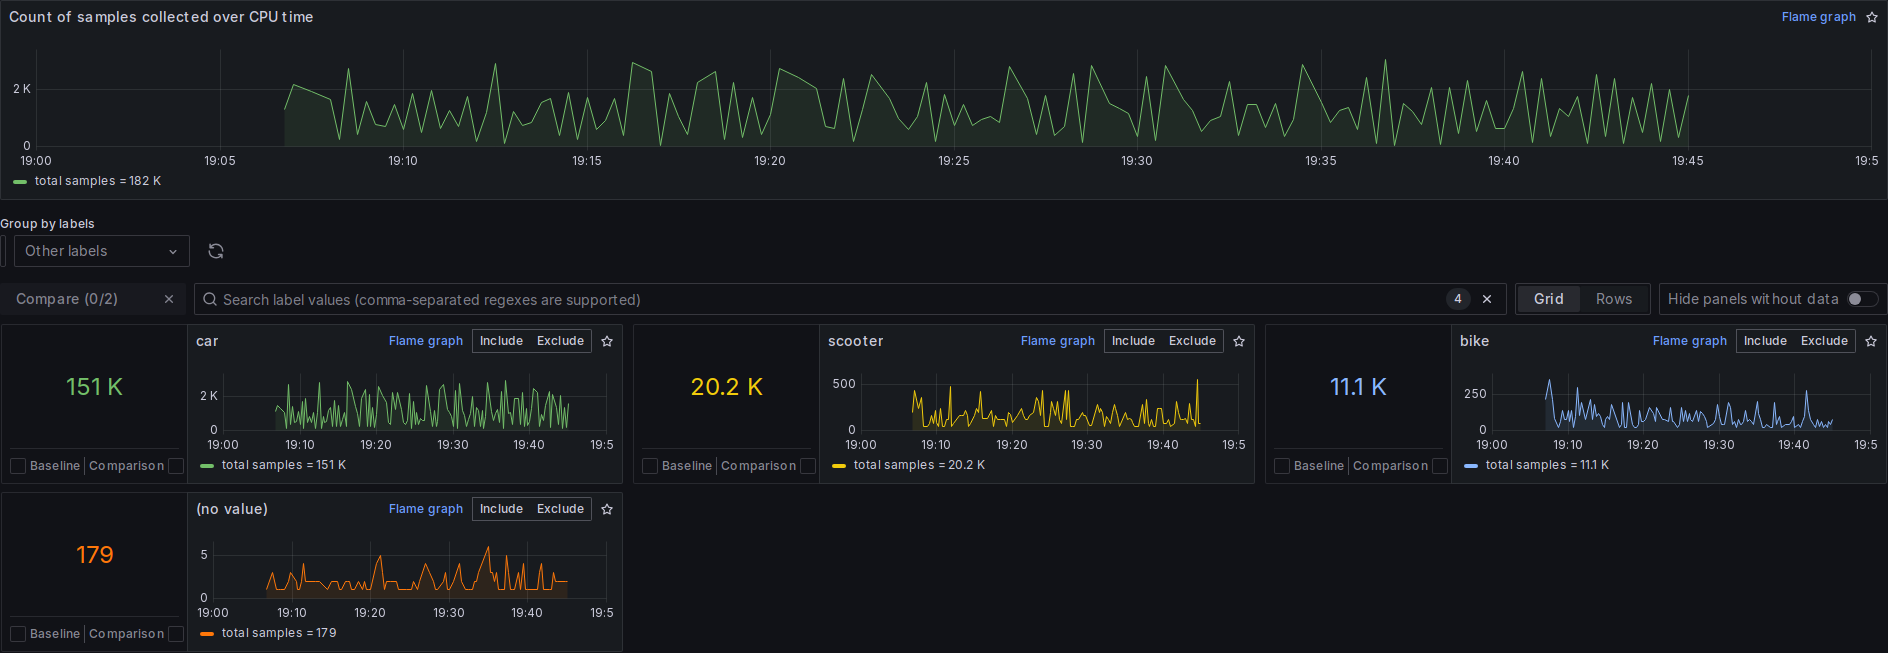 Count of samples collected over CPU time
Flame graph
2 K
0
19:00 19:05 19:10 19:15 19:20 19:25 19:30 19:35 19:40 19:45 19:5
total samples = 182 K
Group by labels
Other labels
Compare (0/2)
Search label values (comma-separated regexes are supported)
4
Grid Rows
Hide panels without data
car Flame graph Include Exclude
151 K
2 K
0
19:00 19:10 19:20 19:30 19:40 19:5
Baseline Comparison
total samples = 151 K
scooter Flame graph Include Exclude
20.2 K
500
0
19:00 19:10 19:20 19:30 19:40 19:5
Baseline Comparison
total samples = 20.2 K
bike Flame graph Include Exclude
11.1 K
250
0
19:00 19:10 19:20 19:30 19:40 19:5
Baseline Comparison
total samples = 11.1 K
(no value) Flame graph Include Exclude
179
5
0
19:00 19:10 19:20 19:30 19:40 19:5
Baseline Comparison
total samples = 179